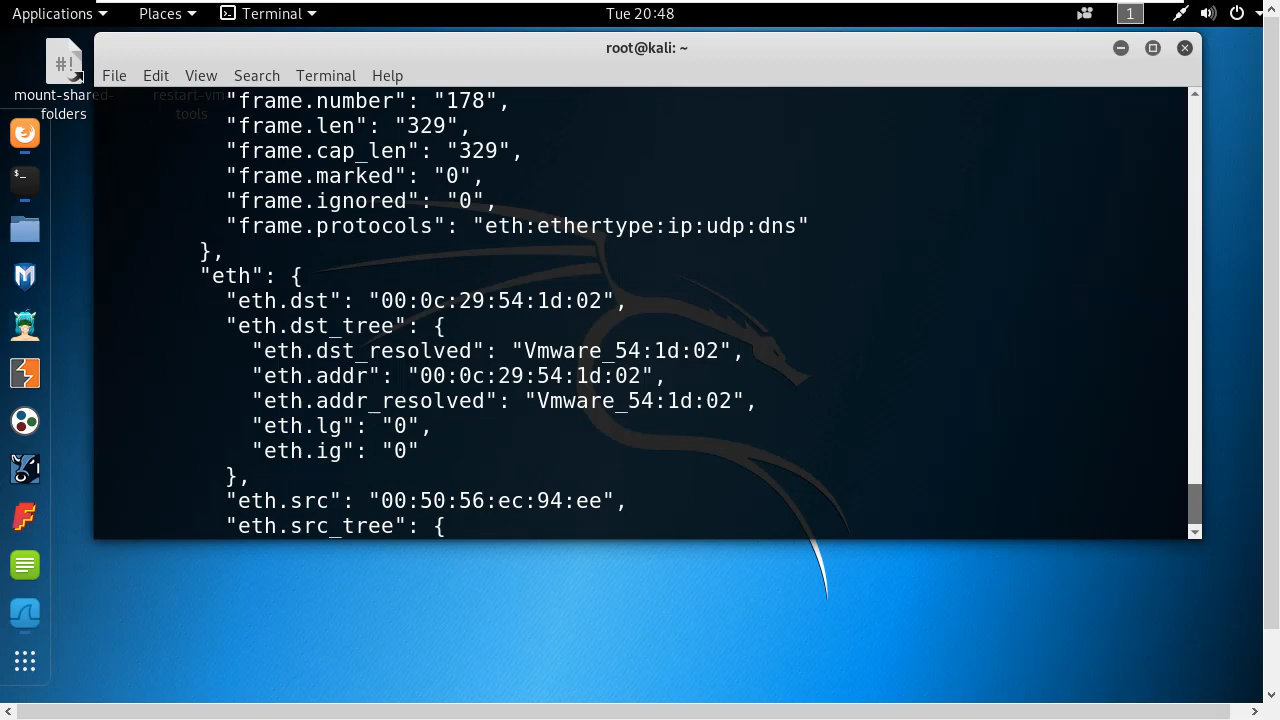 Applications Places Terminal Tue 20:48 1
root@kali: ~
File Edit View Search Terminal Help
mount-shared-
folders
restart-vm
tools
"frame.number": "178",
"frame.len": "329",
"frame.cap_len": "329",
"frame.marked": "0",
"frame.ignored": "0",
"frame.protocols": "eth:ethertype:ip:udp:dns"
},
"eth": {
"eth.dst": "00:0c:29:54:1d:02",
"eth.dst_tree": {
"eth.dst_resolved": "Vmware_54:1d:02",
"eth.addr": "00:0c:29:54:1d:02",
"eth.addr_resolved": "Vmware_54:1d:02",
"eth.lg": "0",
"eth.ig": "0"
},
"eth.src": "00:50:56:ec:94:ee",
"eth.src_tree": {